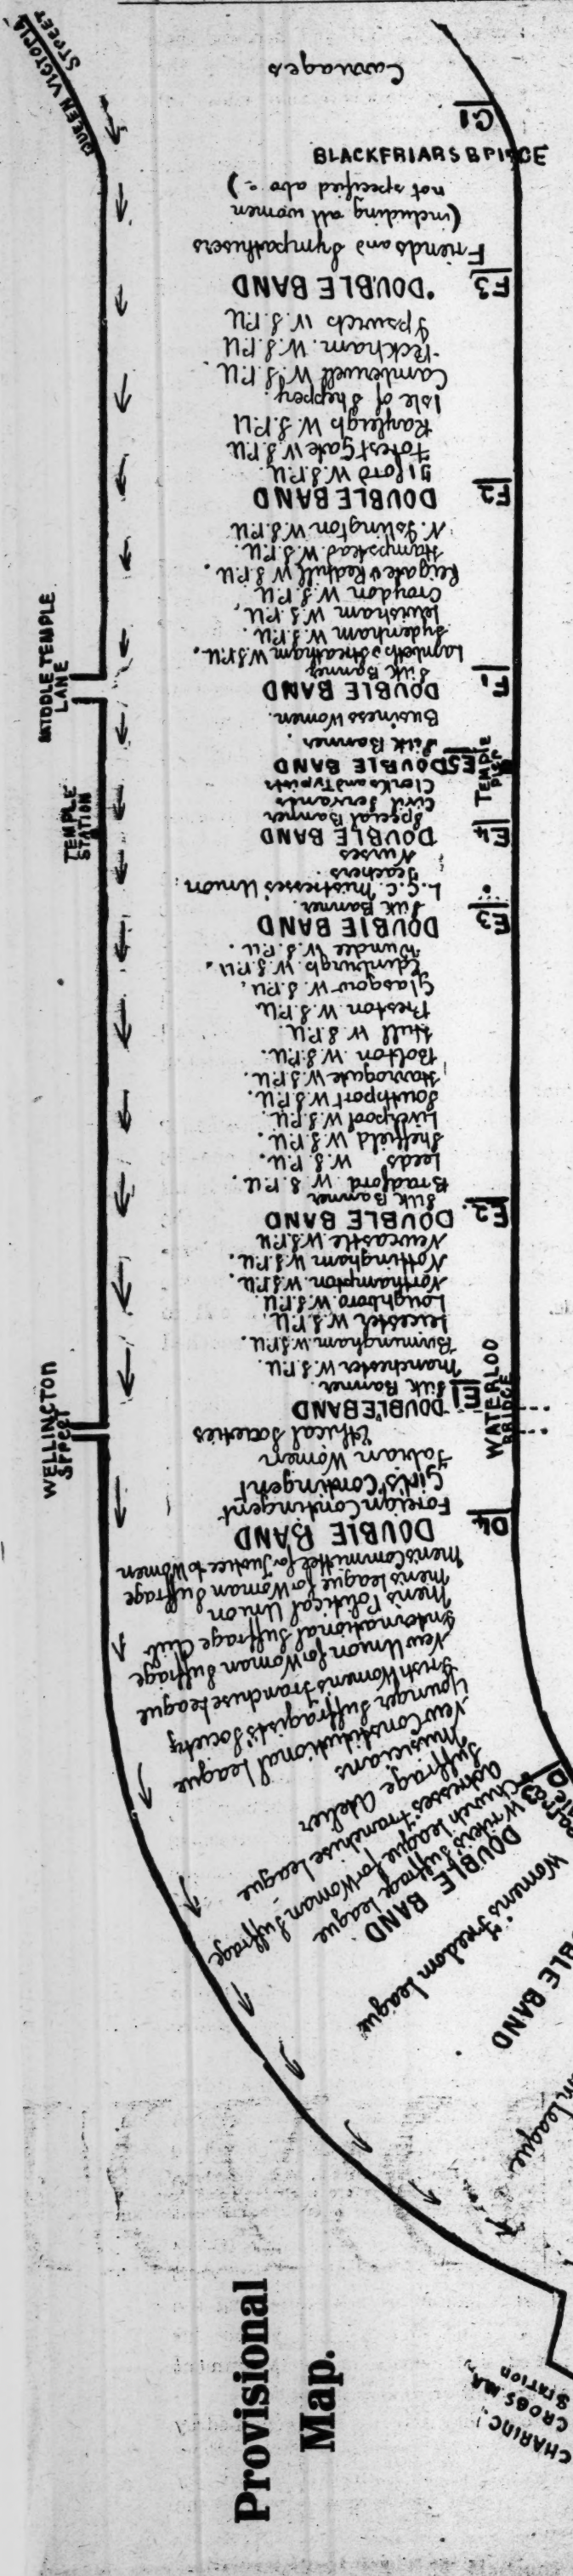 Provisional
Map.
CHARING
CROSS
STATION
League
BAND
Women's Freedom League
DOUBLE BAND
Writers' Suffrage League
Church League for Woman Suffrage
Actresses Franchise League
D3
Suffrage Atelier
Musicians
New Constitutional League
Younger Suffragists Society
Irish Womens Franchise League
New Union for Woman Suffrage
International Suffrage Club
Men's Political Union
Men's League for Woman Suffrage
Men's Committee for Justice to Women
D4 DOUBLE BAND
Foreign Contingent
Girls' Contingent
Fabian Women
Ethical Societies
WATERLOO
BRIDGE
WELLINGTON
E1 DOUBLE BAND
Silk Banner.
Manchester W.S.P.U.
Birmingham W.S.P.U.
Leicester W.S.P.U.
Loughboro W.S.P.U.
Northampton W.S.P.U.
Nottingham W.S.P.U.
Newcastle W.S.P.U
E2. DOUBLE BAND
Silk Banner
Bradford W.S.P.U.
Leeds W.S.P.U.
Sheffield W.S.P.U.
Liverpool W.S.P.U.
Southport W.S.P.U.
Harrogate W.S.P.U.
Bolton W.S.P.U.
Hull W.S.P.U.
Preston W.S.P.U.
Glasgow W.S.P.U.
Edinburgh W.S.P.U.
Dundee W.S.P.U.
E3 DOUBLE BAND
Silk Banner.
L.C.C. Mistresses Union
Teachers.
Nurses
E4 DOUBLE BAND
Special Banner
Civil Servants
Clerks and Typists
TEMPLE
PIER
TEMPLE
STATION
E5 DOUBLE BAND
Silk Banner.
Business Women.
MIDDLE TEMPLE
LANE
F1 DOUBLE BAND
Silk Banner
Lambeth & Streatham W.S.P.U.
Sydenham W.S.P.U.
Lewisham W.S.P.U.
Croydon W.S.P.U.
Reigate & Redhill W.S.P.U.
Hampstead W.S.P.U.
N. Islington W.S.P.U
F2 DOUBLE BAND
Ilford W.S.P.U.
Forest Gate W.S.P.U
Rayleigh W.S.P.U
Isle of Sheppey.
Camberwell W.S.P.U.
Peckham. W.S.P.U
Ipswich W.S.P.U
F3 DOUBLE BAND
Friends and Sympathisers
(including all women
not specified above)
BLACKFRIARS BRIDGE
G1
Carriages
QUEEN VICTORIA
STREET